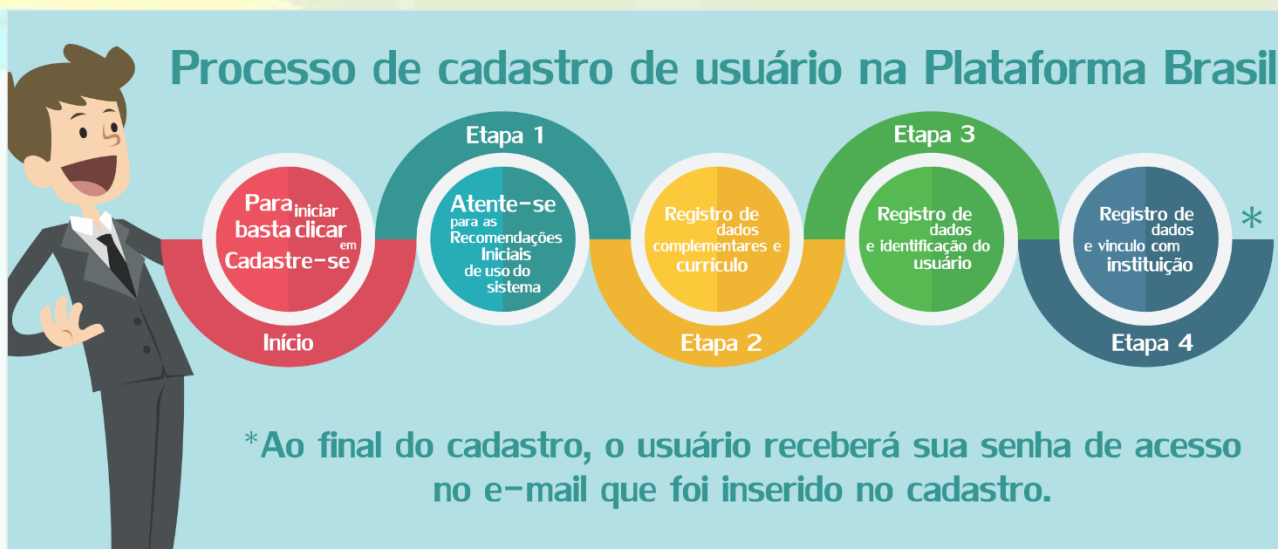 Processo de cadastro de usuário na Plataforma Brasil
Para iniciar
basta clicar
em
Cadastre-se
Início
Etapa 1
Atente-se
para as
Recomendações
Iniciais
de uso do
sistema
Registro de
dados
complementares e
currículo
Etapa 2
Etapa 3
Registro de
dados
e identificação do
usuário
Registro de
dados
e vinculo com
instituição
Etapa 4
*
*Ao final do cadastro, o usuário receberá sua senha de acesso
no e-mail que foi inserido no cadastro.